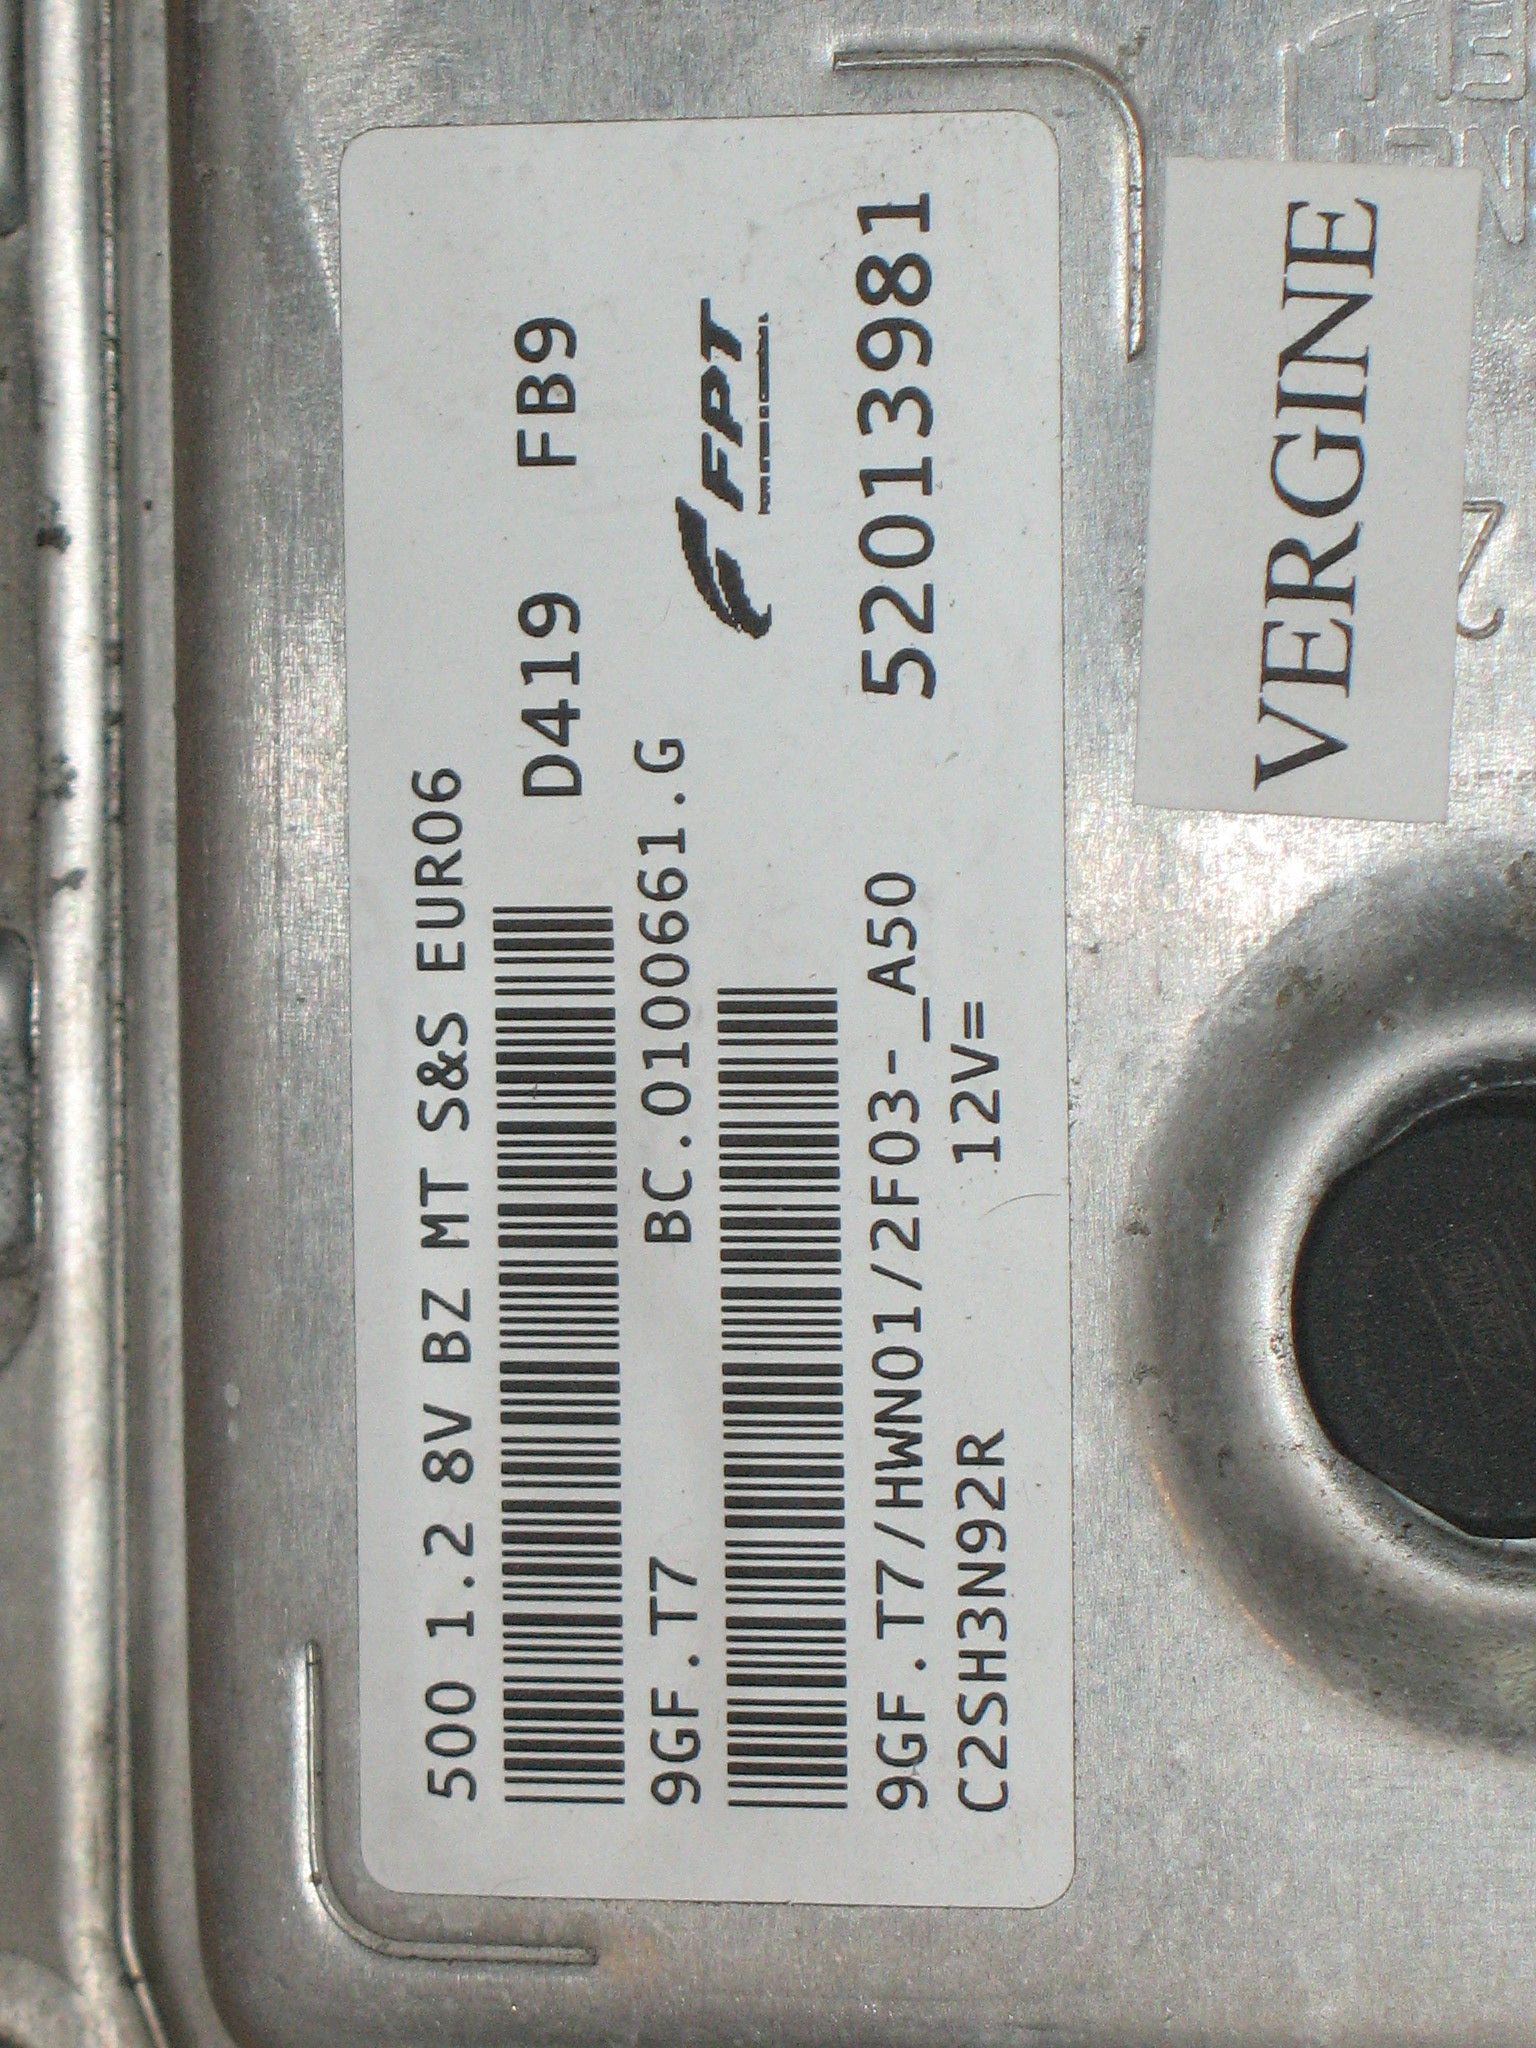 500 1.2 8V BZ MT S&S EURO6
D419 FB9
9GF.T7 BC.0100661.G
FPT
9GF.T7/HWN01/2F03-_A50 52013981
C2SH3N92R 12V=
VERGINE
2